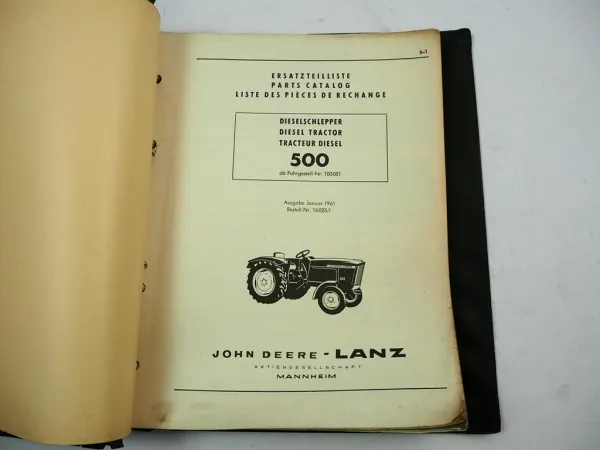 S-1
ERSATZTEILLISTE
PARTS CATALOG
LISTE DES PIÈCES DE RECHANGE
DIESELSCHLEPPER
DIESEL TRACTOR
TRACTEUR DIESEL
500
ab Fahrgestell-Nr. 100001
Ausgabe Januar 1961
Bestell-Nr. 16025-1
JOHN DEERE - LANZ
AKTIENGESELLSCHAFT
MANNHEIM